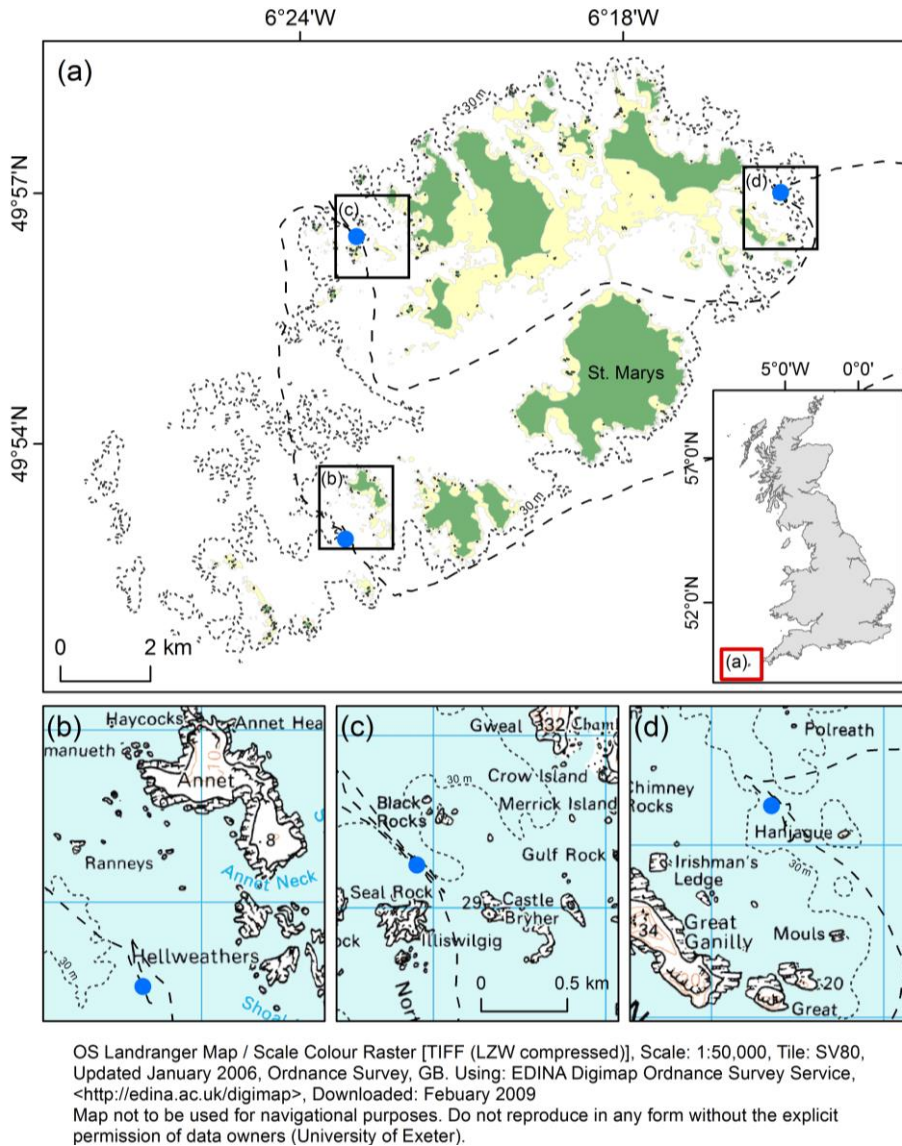 6°24'W
6°18'W
(a)
30 m
49°57'N
(c)
(d)
St. Marys
5°0'W
0°0'
49°54'N
(b)
30 m
57°0'N
52°0'N
0
2 km
(a)
(b)
Haycocks
Annet Hea
manueth
10
Annet
8
Ranneys
Annet Neck
Hellweathers
30 m
Shoal
(c)
Gweal
32
Cham
30 m
Crow Island
Black
Rocks
Merrick Island
Gulf Rock
Seal Rock
29
Castle
Bryher
ock
Illiswilgig
0
0.5 km
Nort
(d)
Polreath
Chimney
Rocks
Hanjague
30 m
Irishman's
Ledge
34
Great
Ganilly
Mouls
20
Great
OS Landranger Map / Scale Colour Raster [TIFF (LZW compressed)], Scale: 1:50,000, Tile: SV80,
Updated January 2006, Ordnance Survey, GB. Using: EDINA Digimap Ordnance Survey Service,
<http://edina.ac.uk/digimap>, Downloaded: Febuary 2009
Map not to be used for navigational purposes. Do not reproduce in any form without the explicit
permission of data owners (University of Exeter).